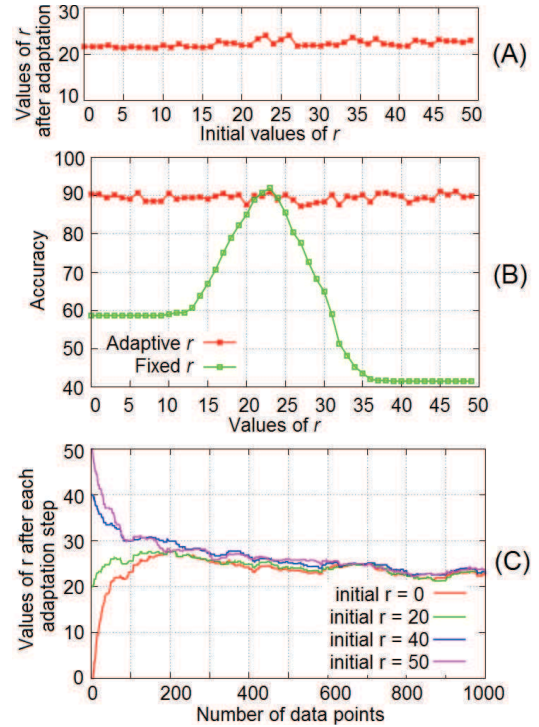 Values of r
after adaptation
30
20
10
0 5 10 15 20 25 30 35 40 45 50
Initial values of r
(A)
Accuracy
100
90
80
70
60
50
40
Adaptive r
Fixed r
0 5 10 15 20 25 30 35 40 45 50
Values of r
(B)
Values of r after each
adaptation step
50
40
30
20
10
0
initial r = 0
initial r = 20
initial r = 40
initial r = 50
0 200 400 600 800 1000
Number of data points
(C)